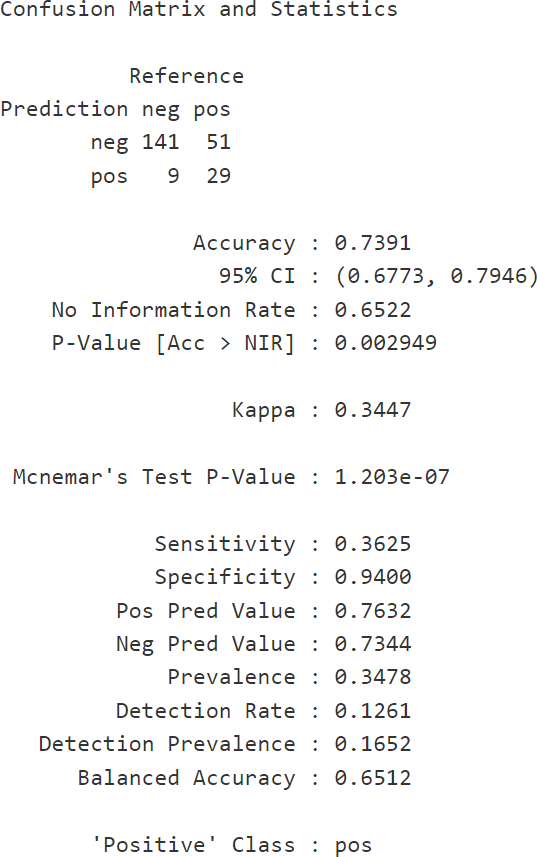 Confusion Matrix and Statistics
Reference
Prediction neg pos
neg 141 51
pos 9 29
Accuracy : 0.7391
95% CI : (0.6773, 0.7946)
No Information Rate : 0.6522
P-Value [Acc > NIR] : 0.002949
Kappa : 0.3447
Mcnemar's Test P-Value : 1.203e-07
Sensitivity : 0.3625
Specificity : 0.9400
Pos Pred Value : 0.7632
Neg Pred Value : 0.7344
Prevalence : 0.3478
Detection Rate : 0.1261
Detection Prevalence : 0.1652
Balanced Accuracy : 0.6512
'Positive' Class : pos